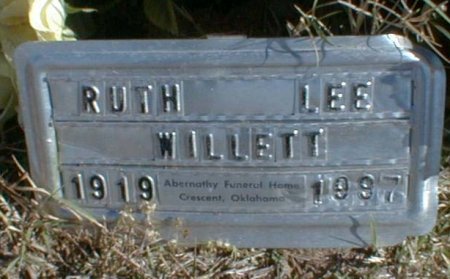 RUTH LEE
WILLETT
1919 Abernathy Funeral Home 1997
Crescent, Oklahoma